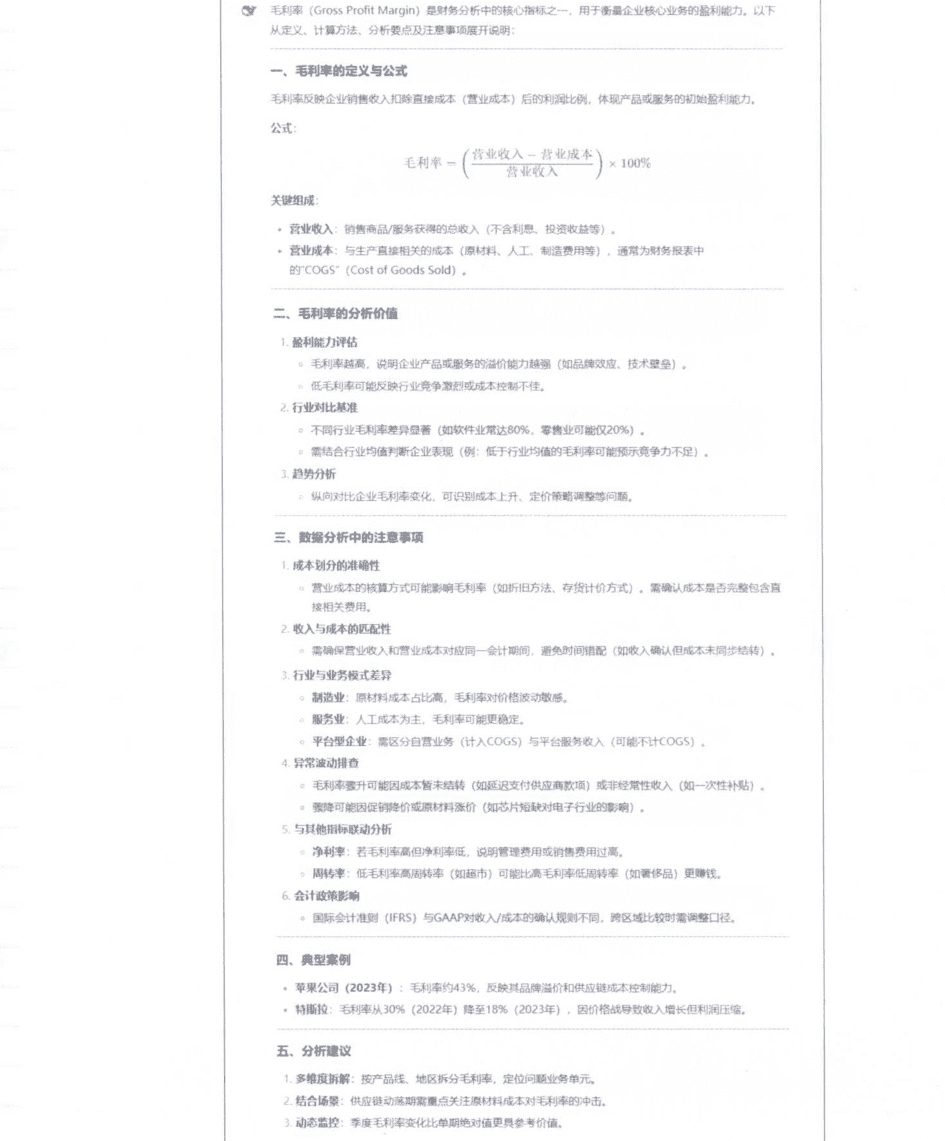 毛利率（Gross Profit Margin）是财务分析中的核心指标之一，用于衡量企业核心业务的盈利能力。以下
从定义、计算方法、分析要点及注意事项展开说明：
一、毛利率的定义与公式
毛利率反映企业销售收入扣除直接成本（营业成本）后的利润比例，体现产品或服务的初始盈利能力。
公式：
毛利率 = (营业收入 − 营业成本 / 营业收入) × 100%
关键组成：
• 营业收入：销售商品/服务获得的总收入（不含利息、投资收益等）。
• 营业成本：与生产直接相关的成本（原材料、人工、制造费用等），通常为财务报表中
的"COGS"（Cost of Goods Sold）。
二、毛利率的分析价值
1. 盈利能力评估
○ 毛利率越高，说明企业产品或服务的溢价能力越强（如品牌效应、技术壁垒）。
○ 低毛利率可能反映行业竞争激烈或成本控制不佳。
2. 行业对比基准
○ 不同行业毛利率差异显著（如软件业常达80%，零售业可能仅20%）。
○ 需结合行业均值判断企业表现（例：低于行业均值的毛利率可能预示竞争力不足）。
3. 趋势分析
○ 纵向对比企业毛利率变化，可识别成本上升、定价策略调整等问题。
三、数据分析中的注意事项
1. 成本划分的准确性
○ 营业成本的核算方式可能影响毛利率（如折旧方法、存货计价方式）。需确认成本是否完整包含直
接相关费用。
2. 收入与成本的匹配性
○ 需确保营业收入和营业成本对应同一会计期间，避免时间错配（如收入确认但成本未同步结转）。
3. 行业与业务模式差异
○ 制造业：原材料成本占比高，毛利率对价格波动敏感。
○ 服务业：人工成本为主，毛利率可能更稳定。
○ 平台型企业：需区分自营业务（计入COGS）与平台服务收入（可能不计COGS）。
4. 异常波动排查
○ 毛利率骤升可能因成本暂未结转（如延迟支付供应商款项）或非经常性收入（如一次性补贴）。
○ 骤降可能因促销降价或原材料涨价（如芯片短缺对电子行业的影响）。
5. 与其他指标联动分析
○ 净利率：若毛利率高但净利率低，说明管理费用或销售费用过高。
○ 周转率：低毛利率高周转率（如超市）可能比高毛利率低周转率（如奢侈品）更赚钱。
6. 会计政策影响
○ 国际会计准则（IFRS）与GAAP对收入/成本的确认规则不同，跨区域比较时需调整口径。
四、典型案例
• 苹果公司（2023年）：毛利率约43%，反映其品牌溢价和供应链成本控制能力。
• 特斯拉：毛利率从30%（2022年）降至18%（2023年），因价格战导致收入增长但利润压缩。
五、分析建议
1. 多维度拆解：按产品线、地区拆分毛利率，定位问题业务单元。
2. 结合场景：供应链动荡期需重点关注原材料成本对毛利率的冲击。
3. 动态监控：季度毛利率变化比单期绝对值更具参考价值。